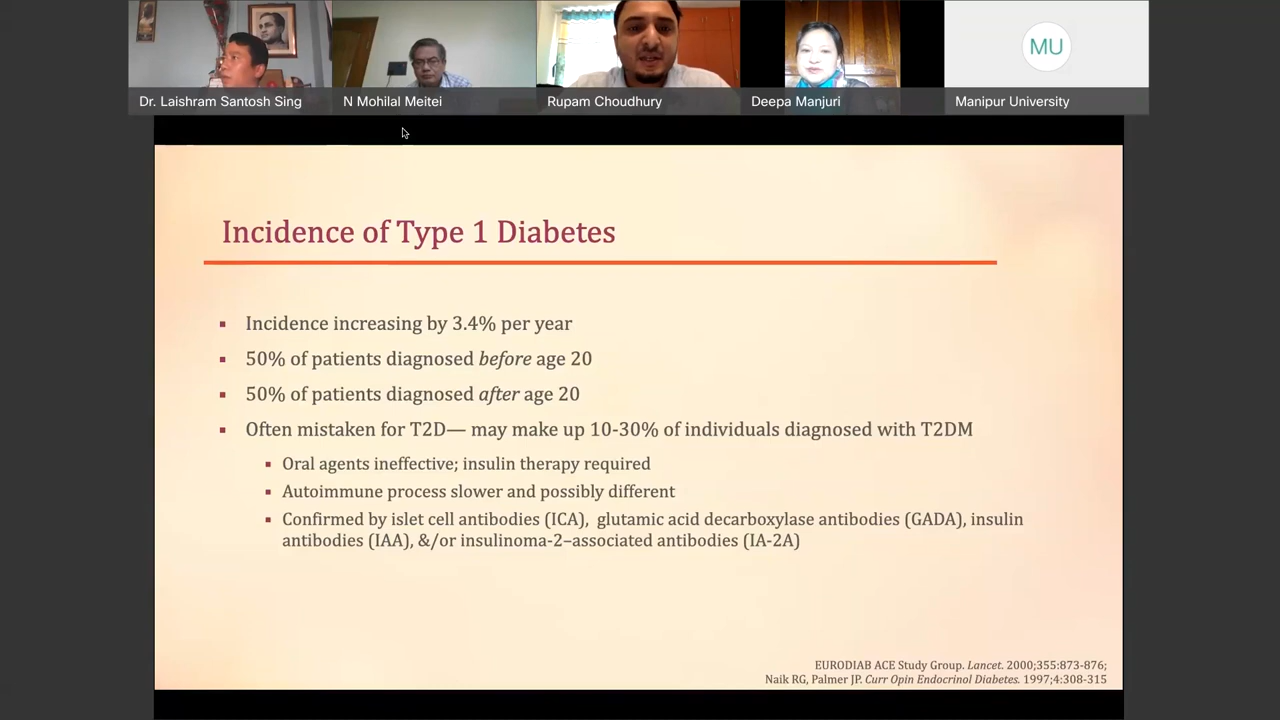 MU
Dr. Laishram Santosh Sing
N Mohilal Meitei
Rupam Choudhury
Deepa Manjuri
Manipur University
Incidence of Type 1 Diabetes
▪ Incidence increasing by 3.4% per year
▪ 50% of patients diagnosed before age 20
▪ 50% of patients diagnosed after age 20
▪ Often mistaken for T2D— may make up 10-30% of individuals diagnosed with T2DM
▪ Oral agents ineffective; insulin therapy required
▪ Autoimmune process slower and possibly different
▪ Confirmed by islet cell antibodies (ICA), glutamic acid decarboxylase antibodies (GADA), insulin
antibodies (IAA), &/or insulinoma-2–associated antibodies (IA-2A)
EURODIAB ACE Study Group. Lancet. 2000;355:873-876;
Naik RG, Palmer JP. Curr Opin Endocrinol Diabetes. 1997;4:308-315